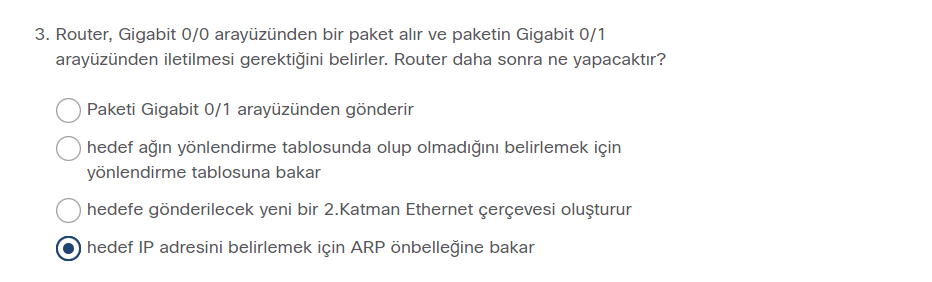 3. Router, Gigabit 0/0 arayüzünden bir paket alır ve paketin Gigabit 0/1
arayüzünden iletilmesi gerektiğini belirler. Router daha sonra ne yapacaktır?
Paketi Gigabit 0/1 arayüzünden gönderir
hedef ağın yönlendirme tablosunda olup olmadığını belirlemek için
yönlendirme tablosuna bakar
hedefe gönderilecek yeni bir 2.Katman Ethernet çerçevesi oluşturur
hedef IP adresini belirlemek için ARP önbelleğine bakar